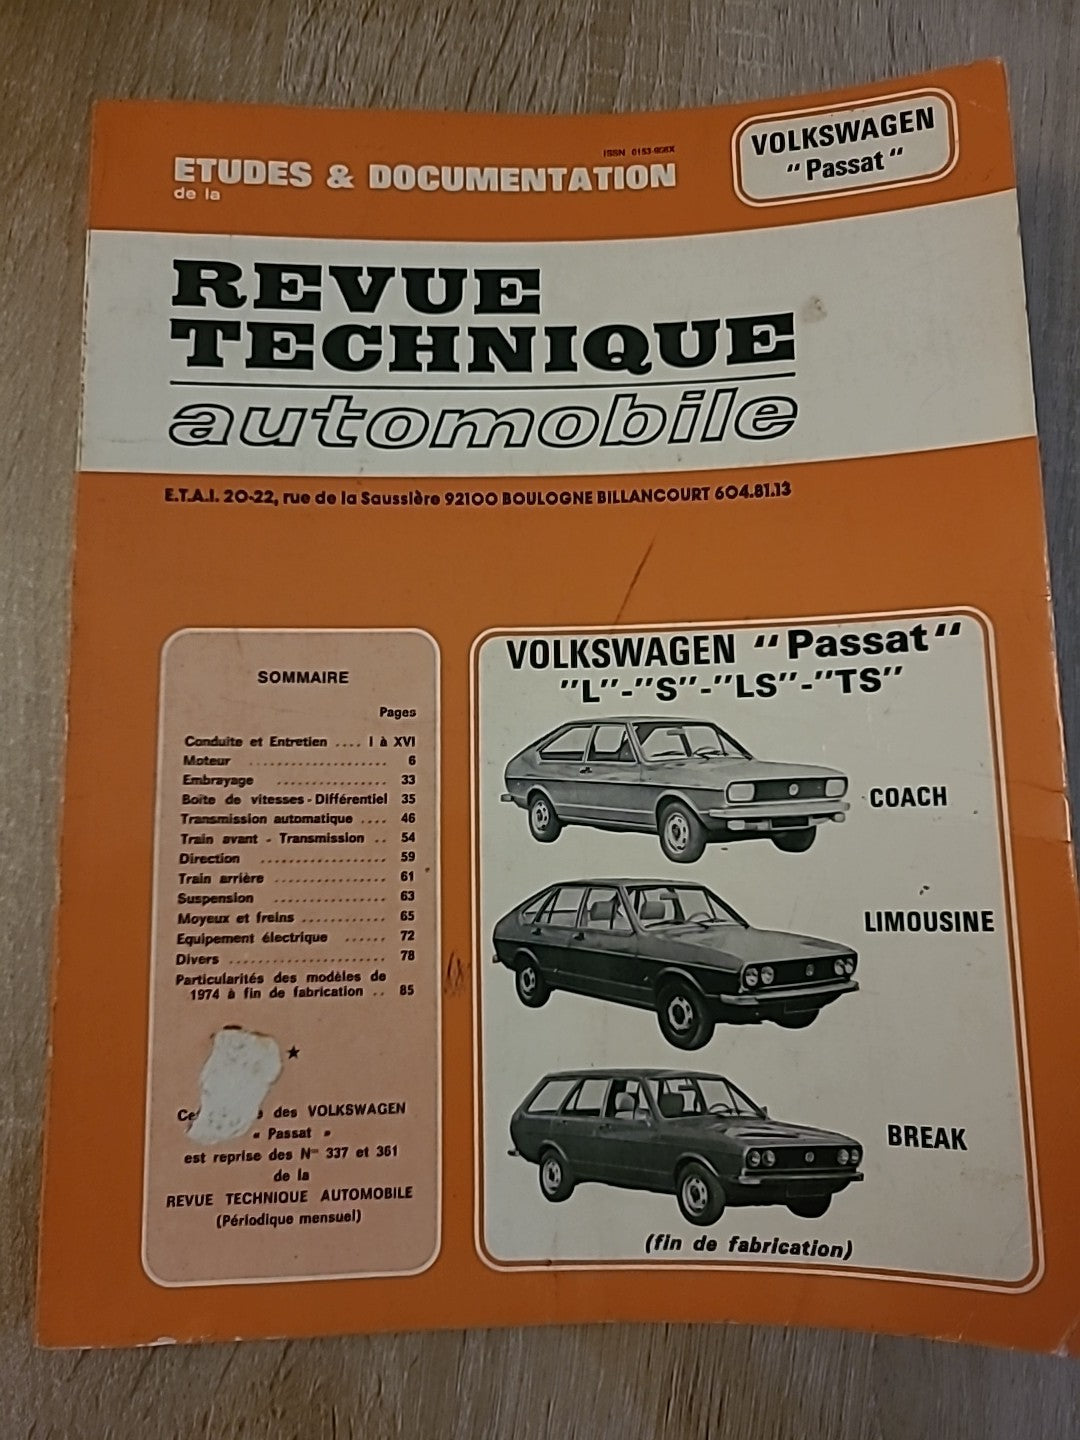 ISSN 0153-908X
ETUDES & DOCUMENTATION
de la
VOLKSWAGEN
"Passat"
REVUE
TECHNIQUE
automobile
E.T.A.I. 20-22, rue de la Saussière 92100 BOULOGNE BILLANCOURT 604.81.13
SOMMAIRE
Pages
Conduite et Entretien .... I à XVI
Moteur ..................... 6
Embrayage ................ 33
Boîte de vitesses - Différentiel 35
Transmission automatique .... 46
Train avant - Transmission .. 54
Direction .................. 59
Train arrière ................ 61
Suspension ................ 63
Moyeux et freins ............ 65
Equipement électrique ...... 72
Divers ...................... 78
Particularités des modèles de
1974 à fin de fabrication .. 85
★
des VOLKSWAGEN
« Passat »
est reprise des Nos 337 et 361
de la
REVUE TECHNIQUE AUTOMOBILE
(Périodique mensuel)
VOLKSWAGEN "Passat"
"L"-"S"-"LS"-"TS"
COACH
LIMOUSINE
BREAK
(fin de fabrication)